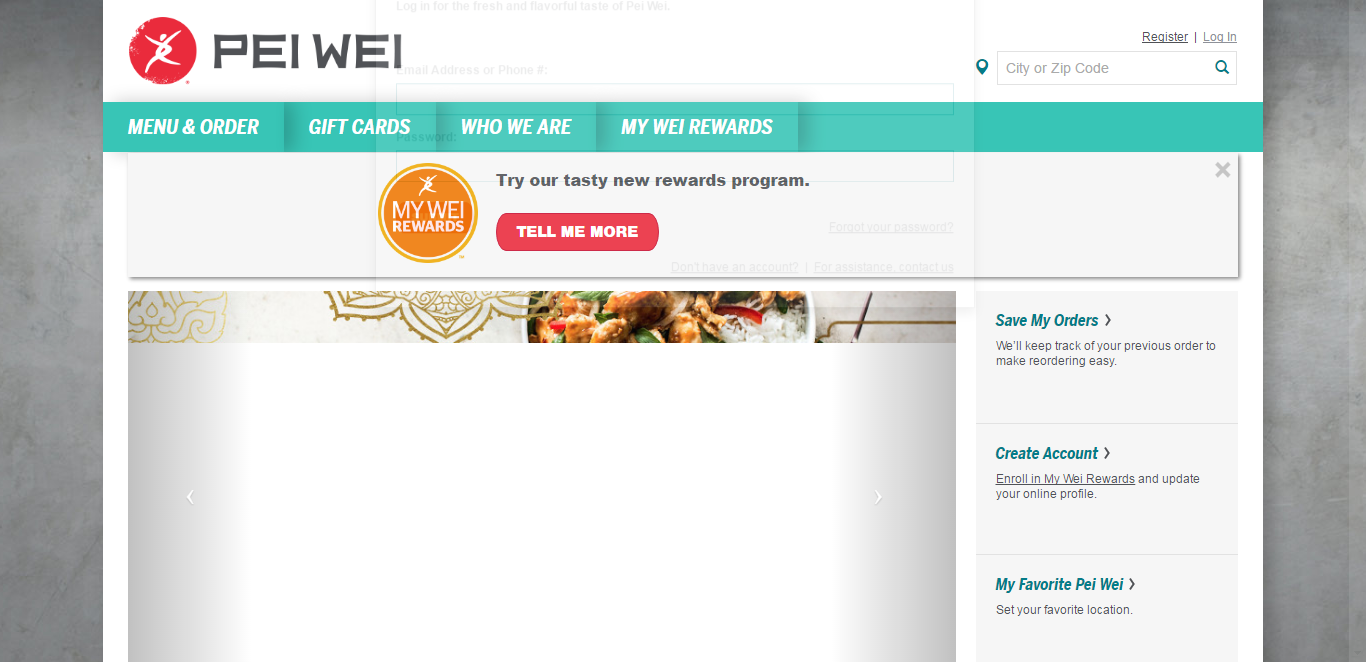 Log in for the fresh and flavorful taste of Pei Wei.
PEI WEI
Register | Log In
City or Zip Code
Email Address or Phone #:
MENU & ORDER GIFT CARDS WHO WE ARE MY WEI REWARDS
Password:
Try our tasty new rewards program.
MY WEI
REWARDS
TELL ME MORE
Forgot your password?
Don't have an account? | For assistance, contact us
Save My Orders
We'll keep track of your previous order to
make reordering easy.
Create Account
Enroll in My Wei Rewards and update
your online profile.
My Favorite Pei Wei
Set your favorite location.